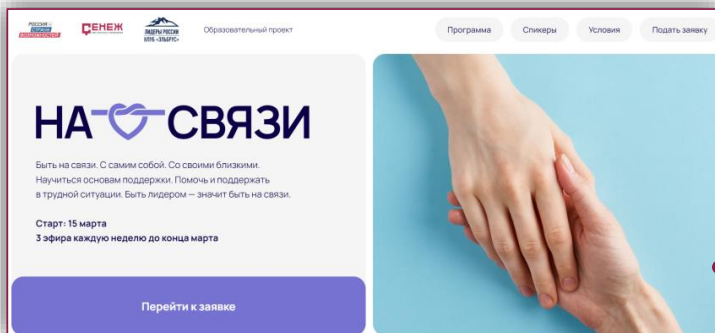 РОССИЯ –
СТРАНА
ВОЗМОЖНОСТЕЙ
СЕНЕЖ
ЛИДЕРЫ РОССИИ
КЛУБ «ЭЛЬБРУС»
Образовательный проект
Программа
Спикеры
Условия
Подать заявку
НА СВЯЗИ
Быть на связи. С самим собой. Со своими близкими.
Научиться основам поддержки. Помочь и поддержать
в трудной ситуации. Быть лидером — значит быть на связи.
Старт: 15 марта
3 эфира каждую неделю до конца марта
Перейти к заявке